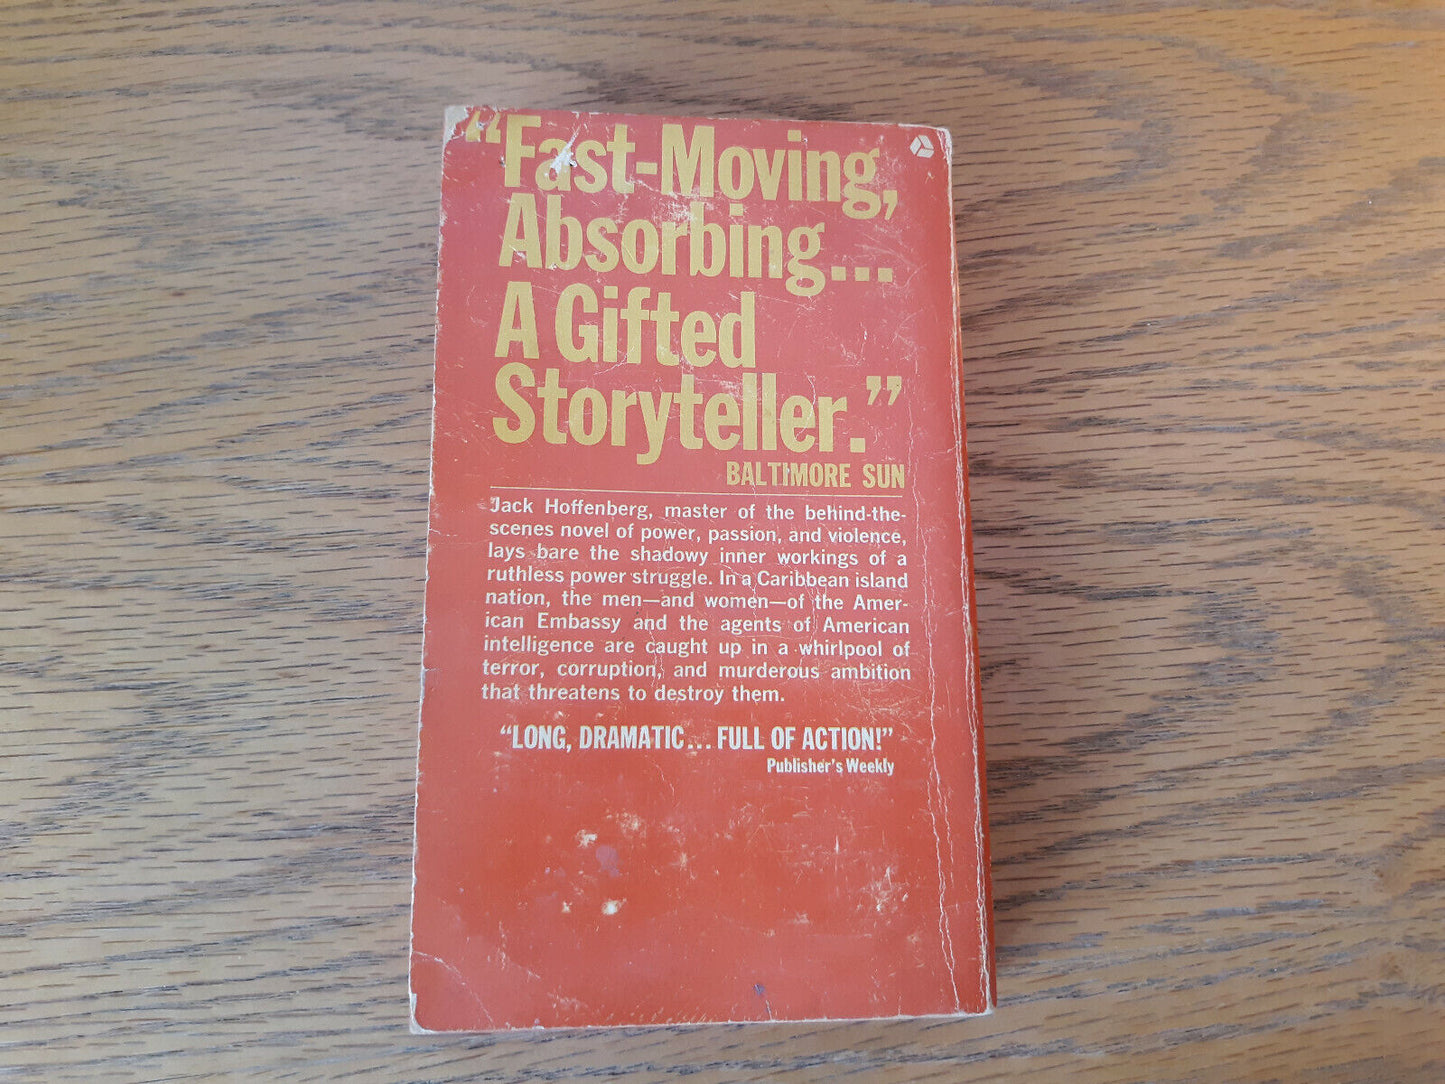 “Fast-Moving,
Absorbing...
A Gifted
Storyteller.”
BALTIMORE SUN
Jack Hoffenberg, master of the behind-the-
scenes novel of power, passion, and violence,
lays bare the shadowy inner workings of a
ruthless power struggle. In a Caribbean island
nation, the men—and women—of the Amer-
ican Embassy and the agents of American
intelligence are caught up in a whirlpool of
terror, corruption, and murderous ambition
that threatens to destroy them.
“LONG, DRAMATIC... FULL OF ACTION!”
Publisher's Weekly